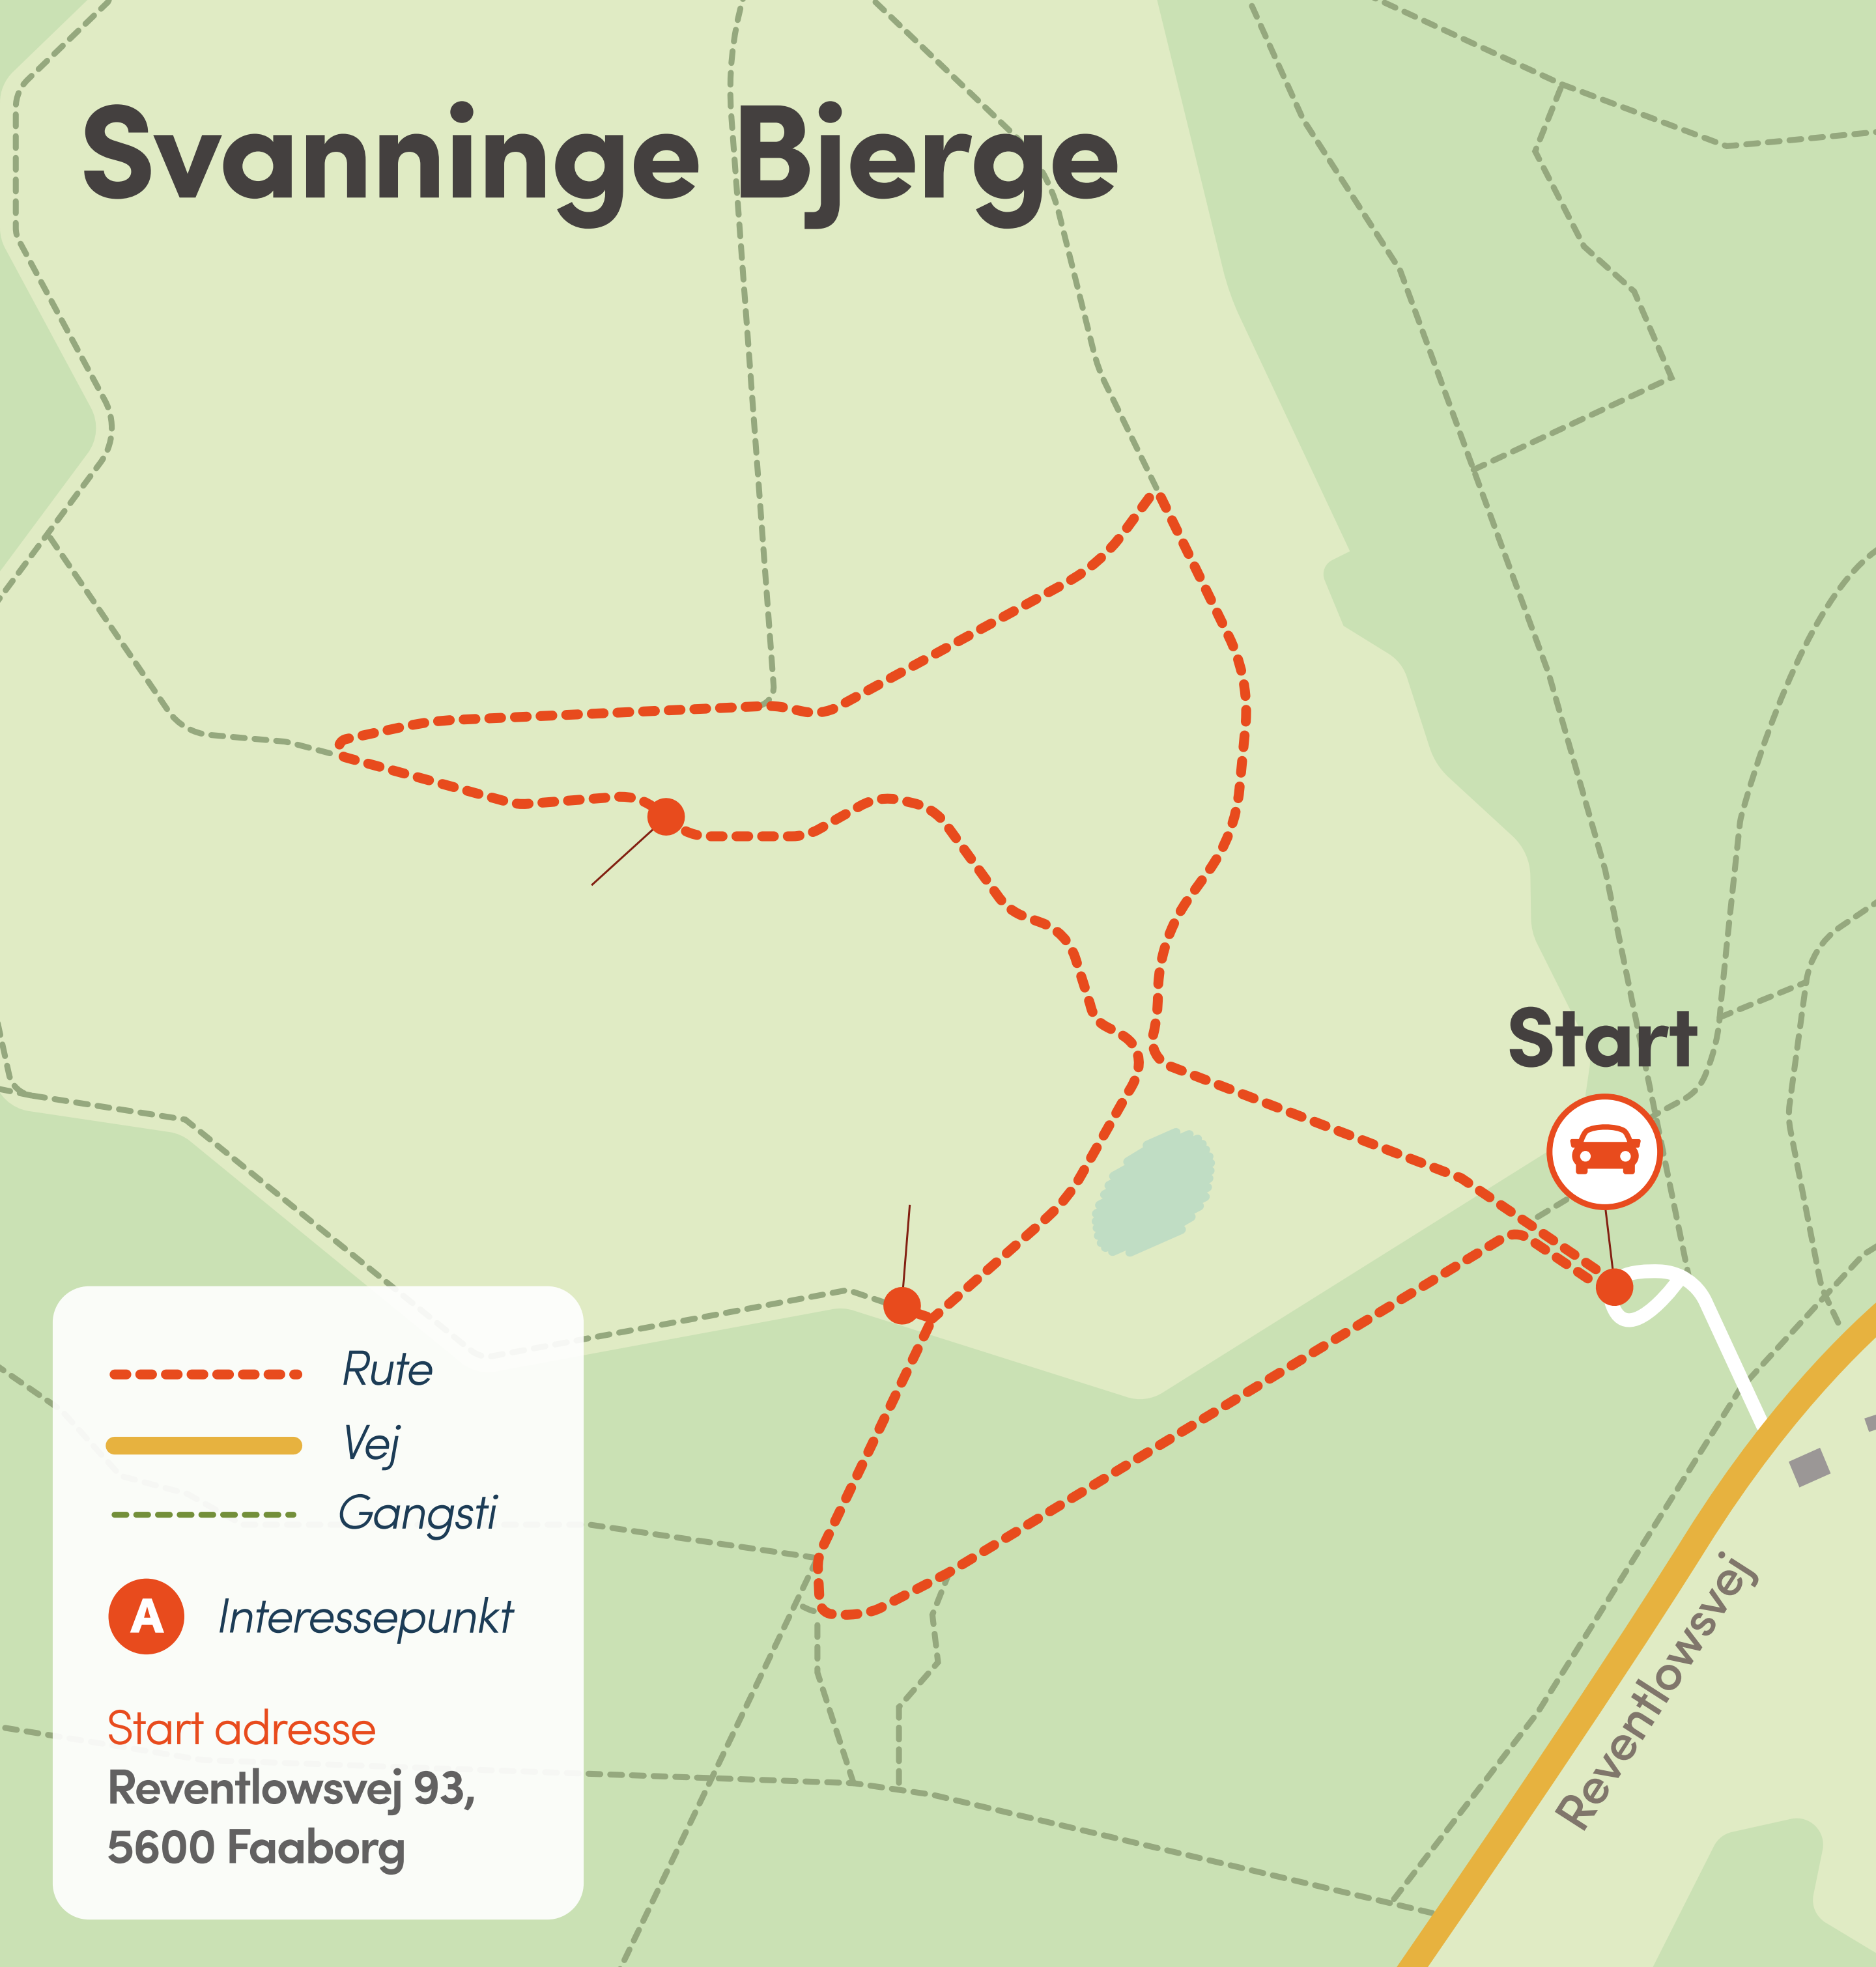 Svanninge Bjerge
Start
Rute
Vej
Gangsti
A Interessepunkt
Start adresse
Reventlowsvej 93,
5600 Faaborg
Reventlowsvej